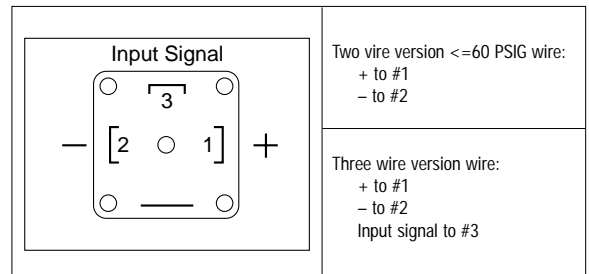 Input Signal
3
– [2 1] +
Two vire version <=60 PSIG wire:
+ to #1
– to #2
Three wire version wire:
+ to #1
– to #2
Input signal to #3